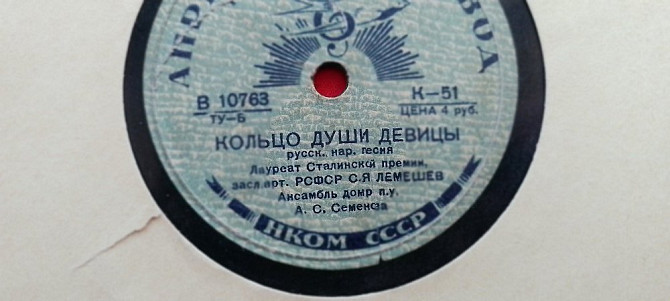 В 10763
ТУ-Б
К-51
ЦЕНА 4 руб.
КОЛЬЦО ДУШИ ДЕВИЦЫ
русск. нар. песня
Лауреат Сталинской премии,
засл.арт. РСФСР С.Я ЛЕМЕШЕВ
Ансамбль домр п.у.
А. С. Семенова
НКОМ СССР